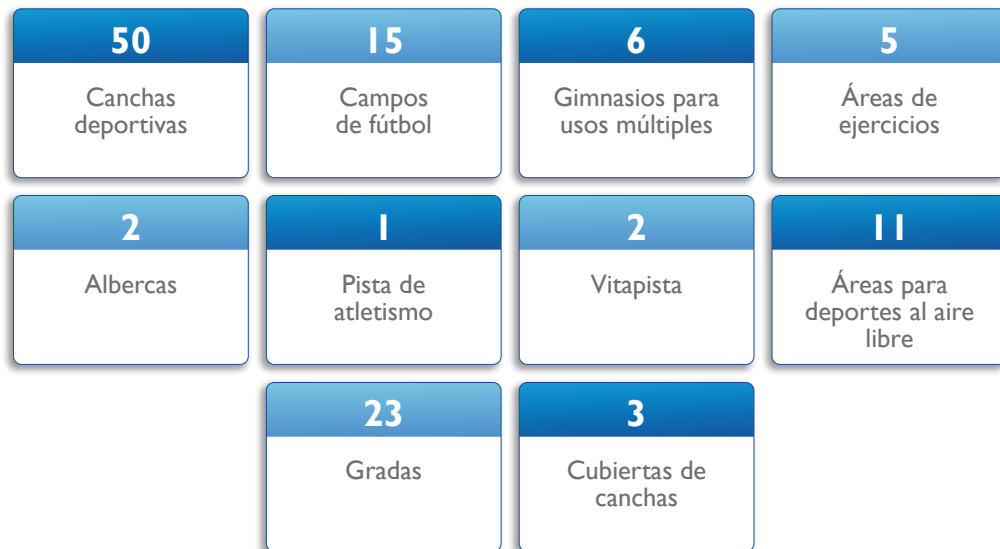 50
Canchas
deportivas
15
Campos
de fútbol
6
Gimnasios para
usos múltiples
5
Áreas de
ejercicios
2
Albercas
1
Pista de
atletismo
2
Vitapista
11
Áreas para
deportes al aire
libre
23
Gradas
3
Cubiertas de
canchas